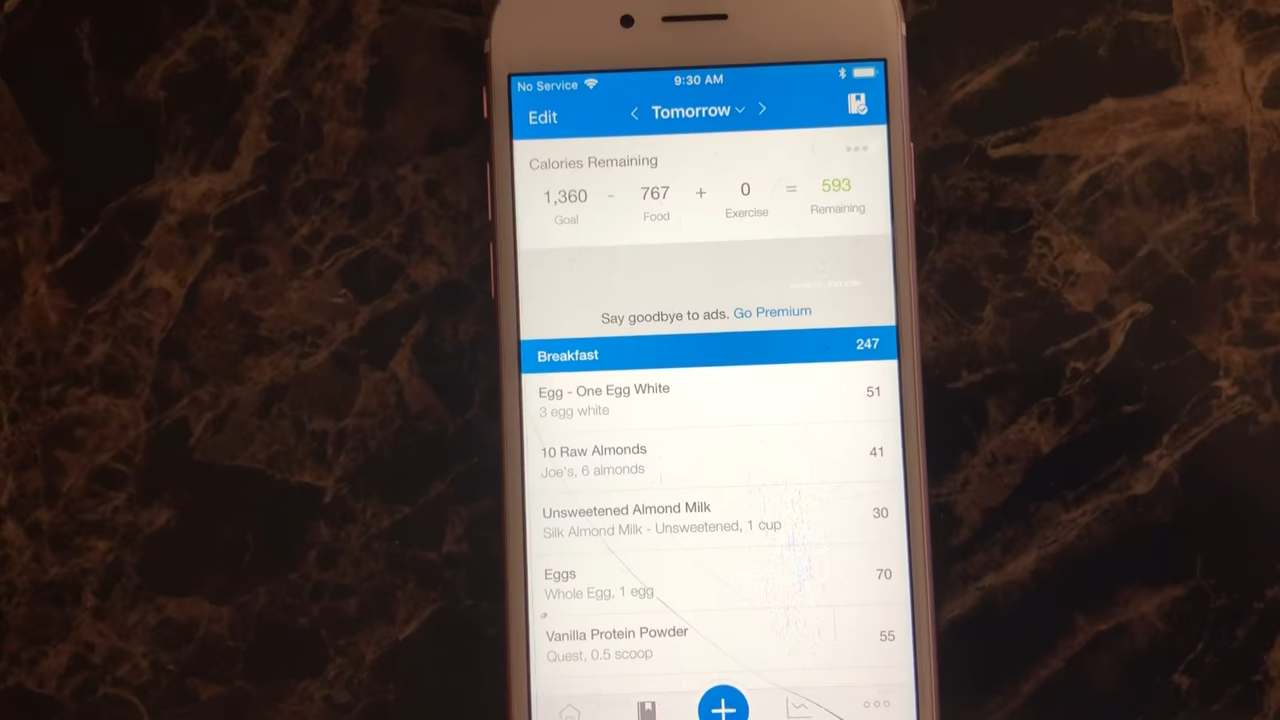 No Service 9:30 AM
Edit < Tomorrow >
Calories Remaining
1,360 - 767 + 0 = 593
Goal Food Exercise Remaining
Say goodbye to ads. Go Premium
Breakfast 247
Egg - One Egg White 51
3 egg white
10 Raw Almonds 41
Joe's, 6 almonds
Unsweetened Almond Milk 30
Silk Almond Milk - Unsweetened, 1 cup
Eggs 70
Whole Egg, 1 egg
Vanilla Protein Powder 55
Quest, 0.5 scoop